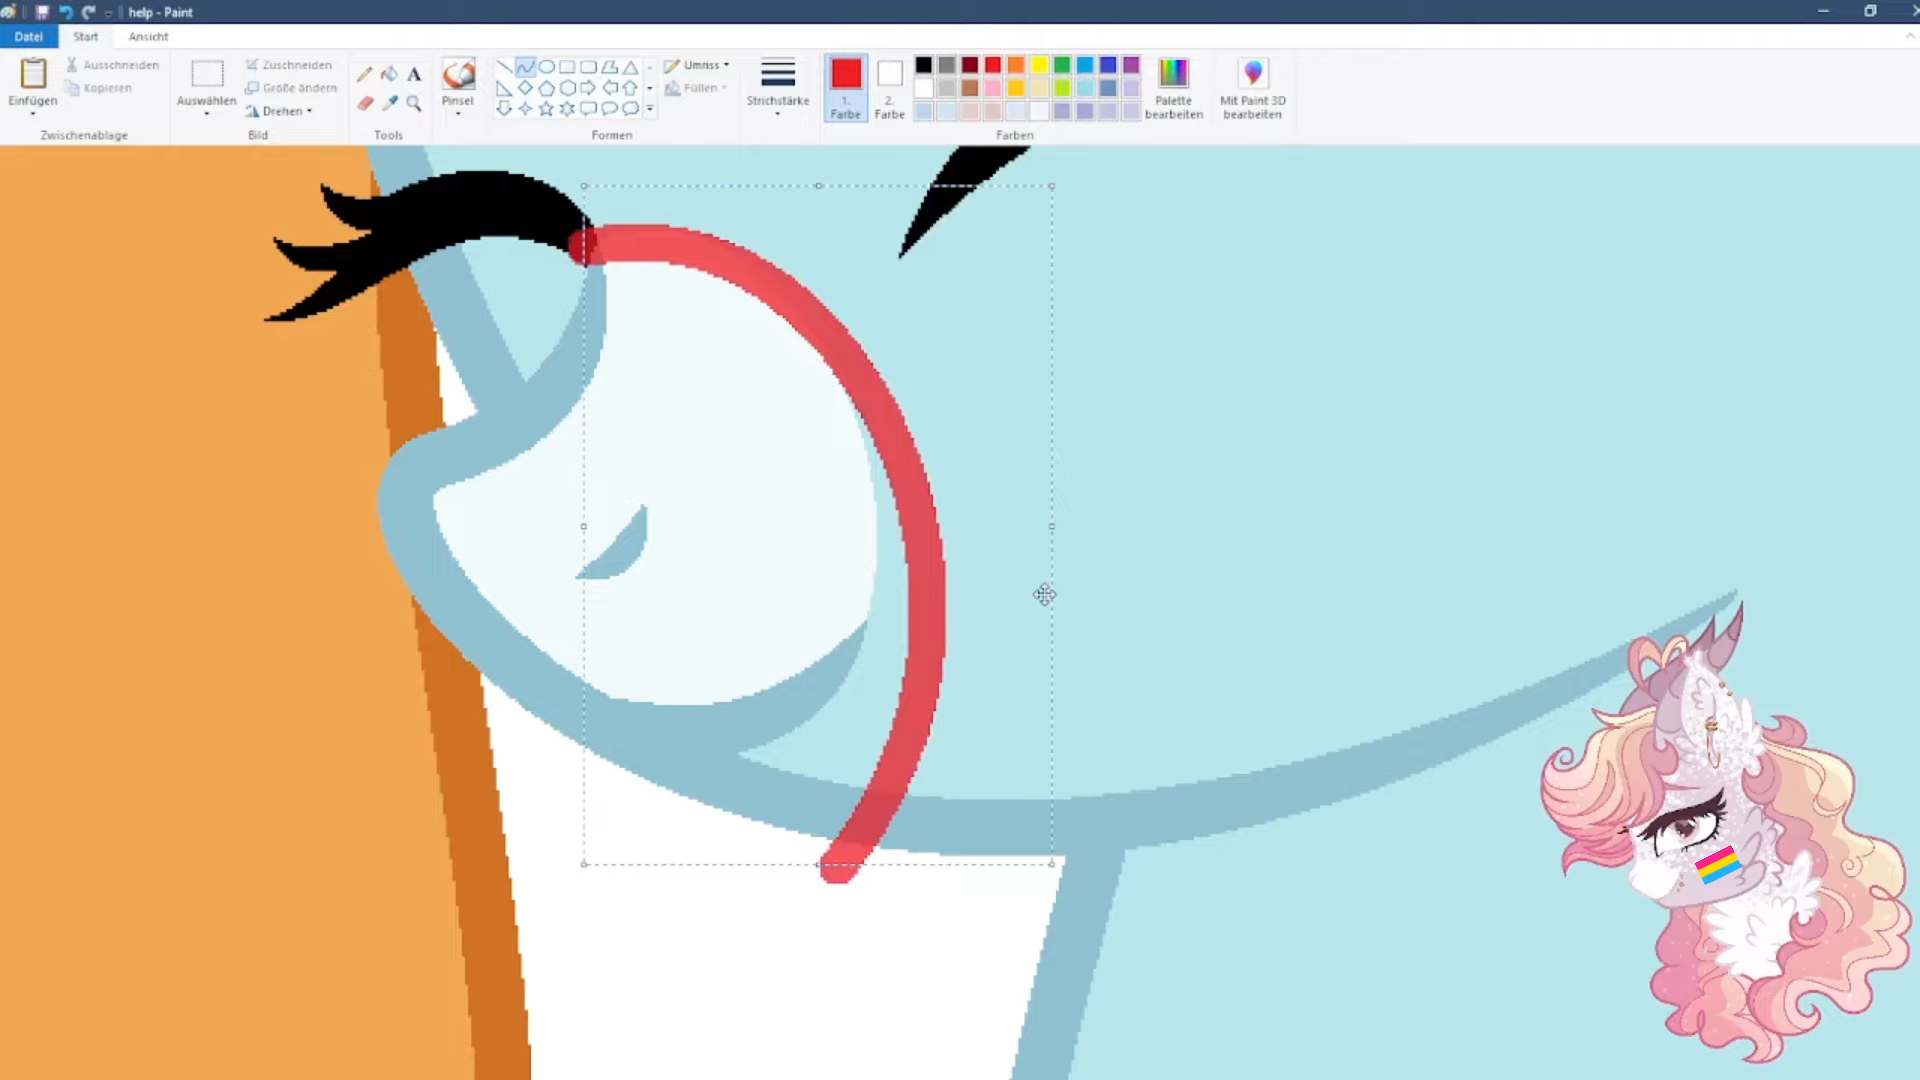 help - Paint
Datei Start Ansicht
Einfügen
Ausschneiden
Kopieren
Zwischenablage
Auswählen
Zuschneiden
Größe ändern
Drehen
Bild
A
Tools
Pinsel
Formen
Umriss
Füllen
Strichstärke
1.
Farbe
2.
Farbe
Farben
Palette
bearbeiten
Mit Paint 3D
bearbeiten